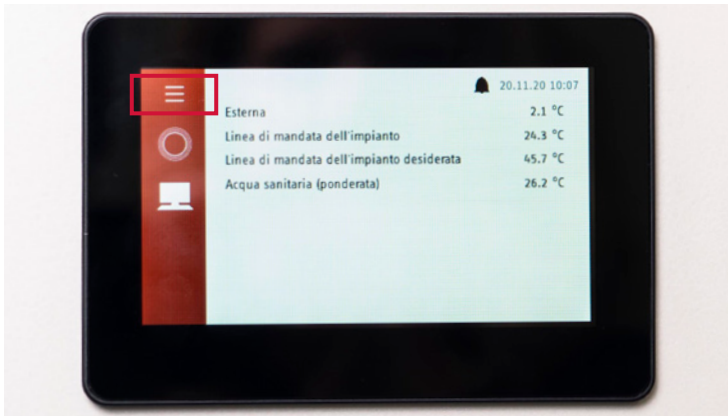 20.11.20 10:07
Esterna 2.1 °C
Linea di mandata dell'impianto 24.3 °C
Linea di mandata dell'impianto desiderata 45.7 °C
Acqua sanitaria (ponderata) 26.2 °C